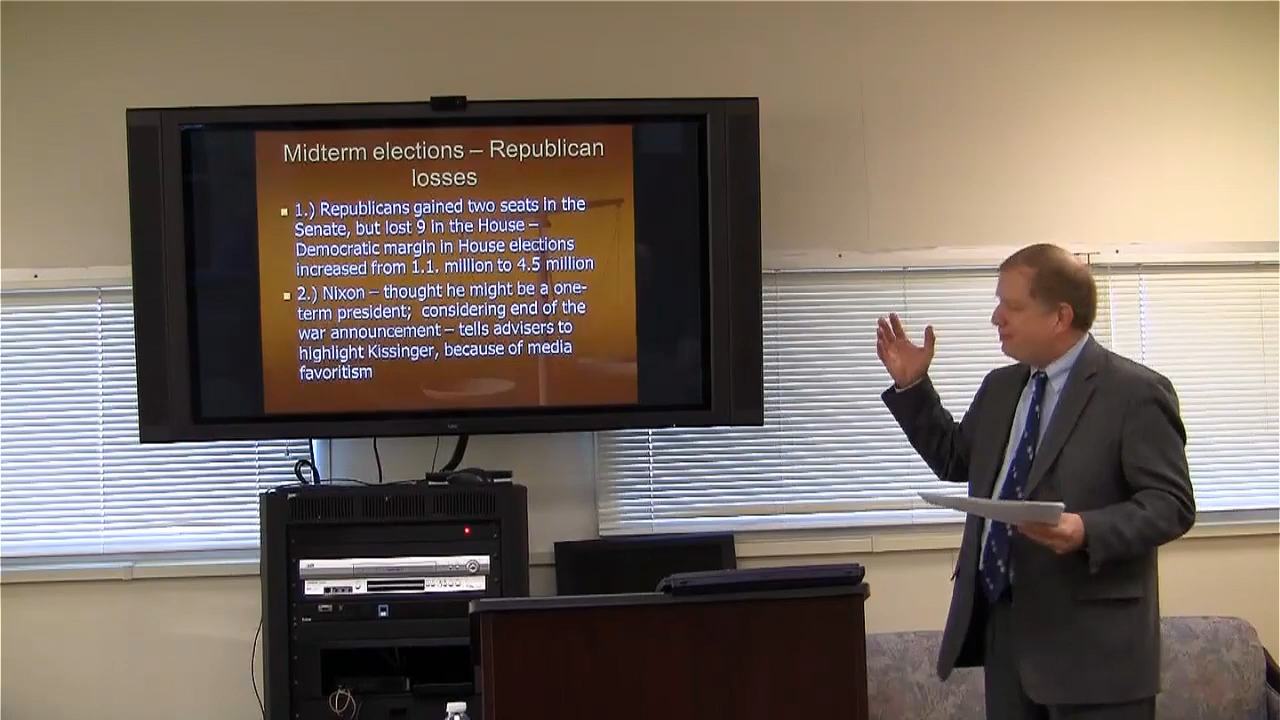 Midterm elections – Republican
losses
1.) Republicans gained two seats in the
Senate, but lost 9 in the House –
Democratic margin in House elections
increased from 1.1. million to 4.5 million
2.) Nixon – thought he might be a one-
term president; considering end of the
war announcement – tells advisers to
highlight Kissinger, because of media
favoritism